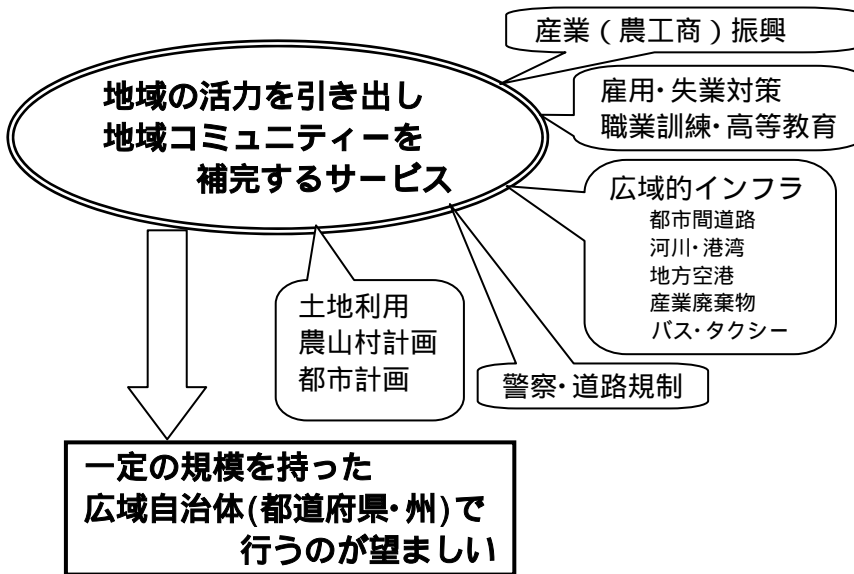 産業(農工商)振興
地域の活力を引き出し
地域コミュニティーを
補完するサービス
雇用・失業対策
職業訓練・高等教育
広域的インフラ
都市間道路
河川・港湾
地方空港
産業廃棄物
バス・タクシー
土地利用
農山村計画
都市計画
警察・道路規制
一定の規模を持った
広域自治体(都道府県・州)で
行うのが望ましい